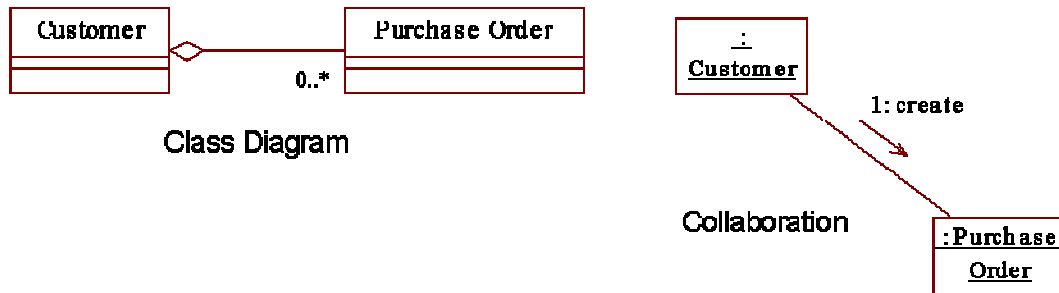 Customer
Purchase Order
0..*
Class Diagram
:
Customer
1: create
Collaboration
:Purchase
Order